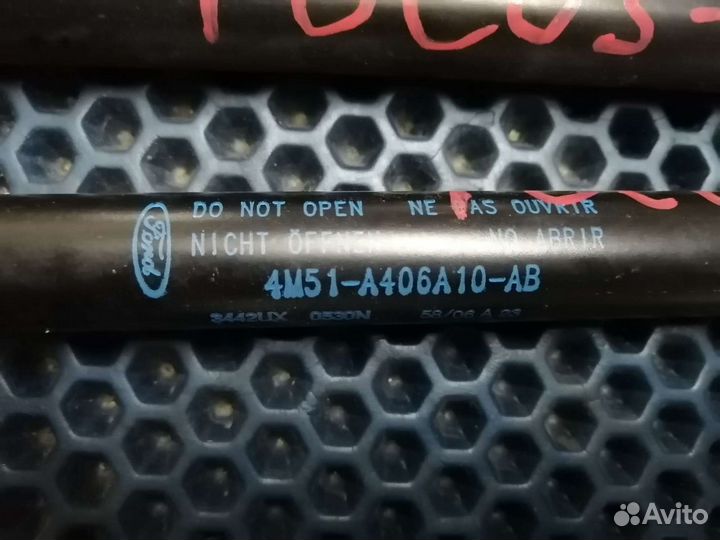 FOCUS-
DO NOT OPEN NE PAS OUVRIR
Ford
NICHT ÖFFNEN NO ABRIR
4M51-A406A10-AB
3442UX 0530N 58/06 A 03
Avito